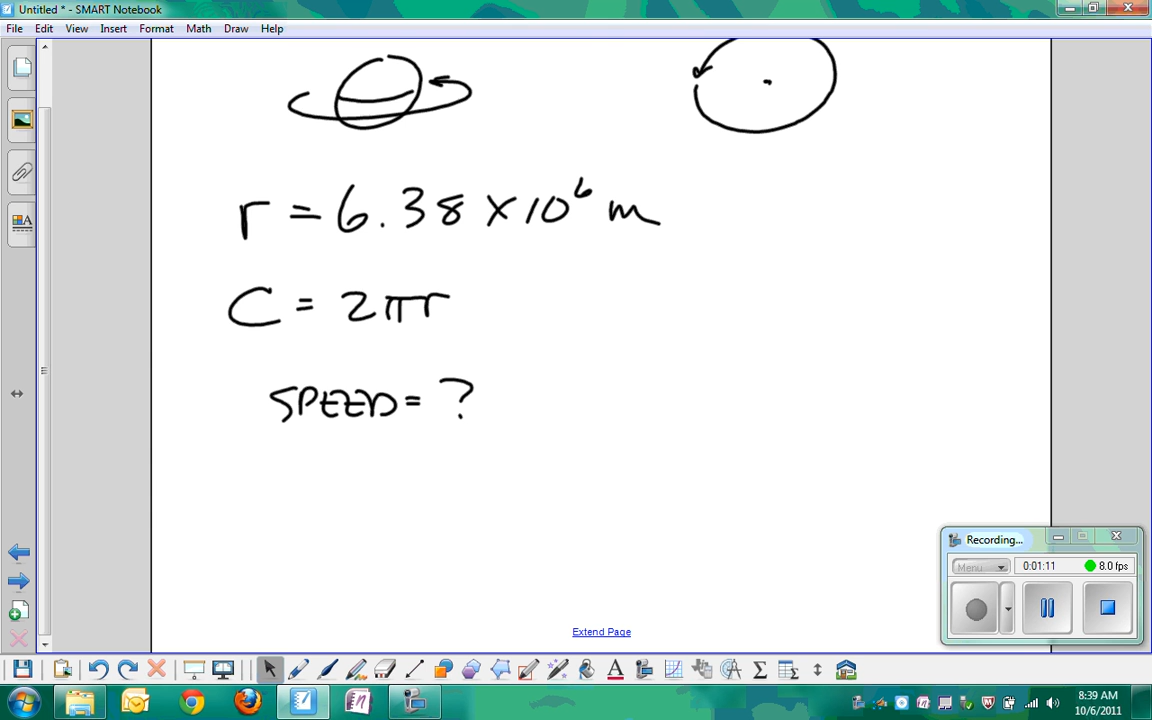 Untitled * - SMART Notebook
File Edit View Insert Format Math Draw Help
r = 6.38 × 10⁶ m
C = 2πr
SPEED = ?
Recording...
Menu 0:01:11 8.0 fps
Extend Page
8:39 AM
10/6/2011